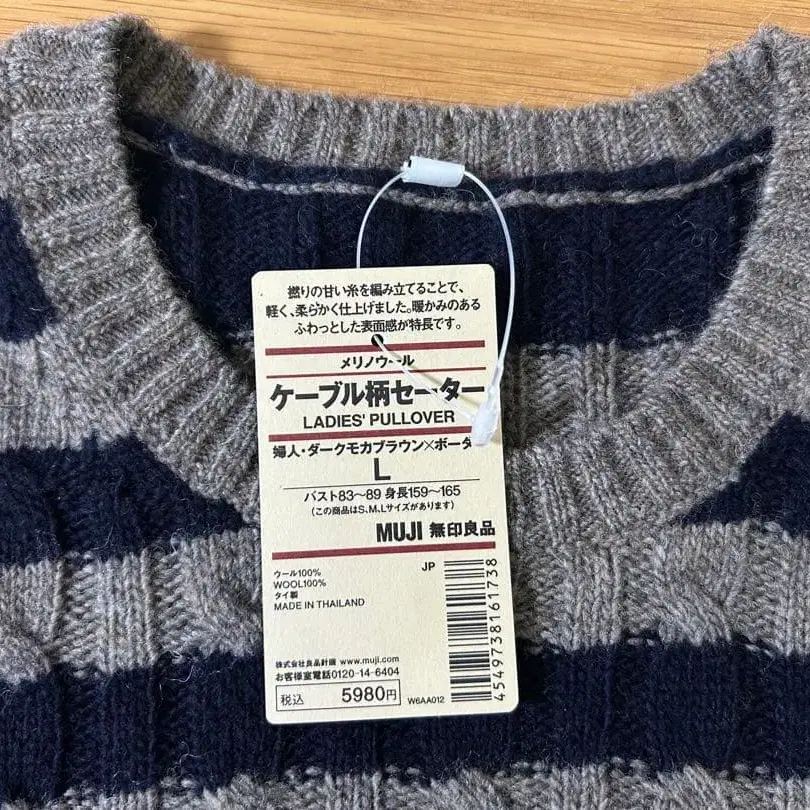 撚りの甘い糸を編み立てることで、
軽く、柔らかく仕上げました。暖かみのある
ふわっとした表面感が特長です。
メリノウール
ケーブル柄セーター
LADIES' PULLOVER
婦人・ダークモカブラウン×ボーダー
L
バスト83〜89 身長159〜165
(この商品はS、M、Lサイズがあります)
MUJI 無印良品
JP
ウール100%
WOOL100%
タイ製
MADE IN THAILAND
株式会社良品計画 www.muji.com
お客様室電話0120-14-6404
税込 5980円
W6AA012
4549738161738